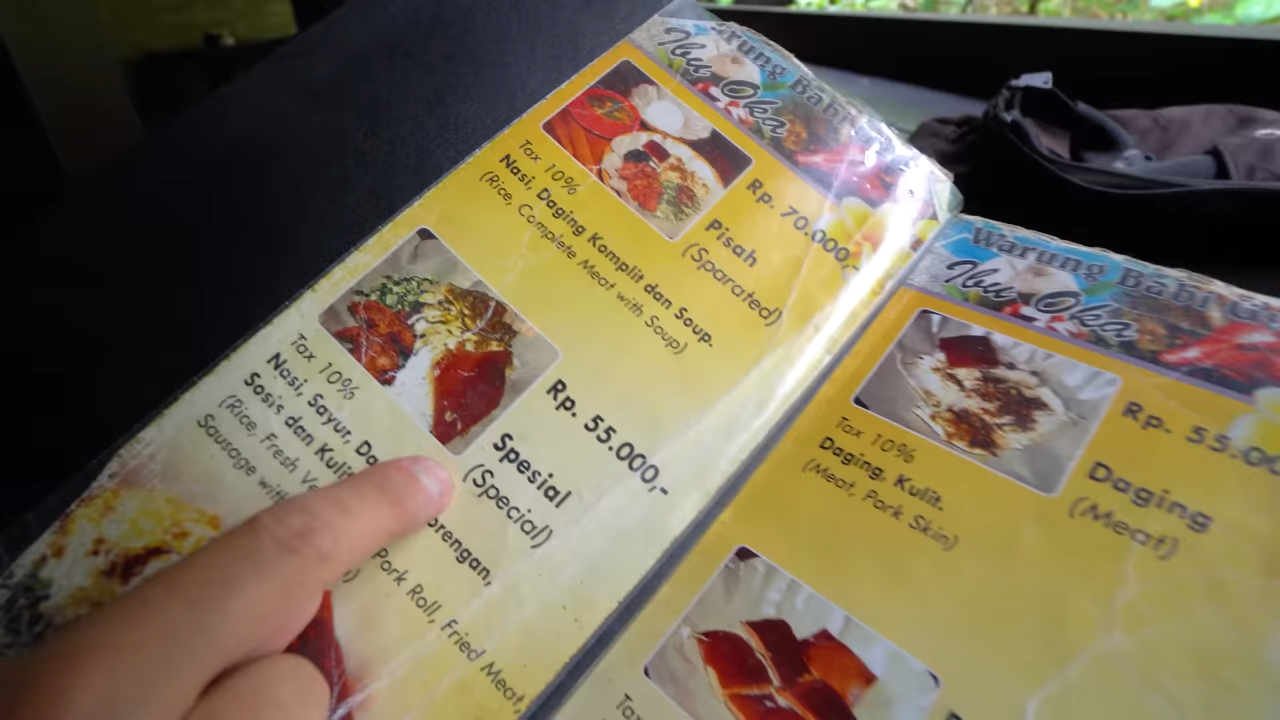 Warung Babi
Ibu Oka
Rp. 70.000,-
Pisah
(Sparated)
Tax 10%
Nasi, Daging Komplit dan Soup.
(Rice, Complete Meat with Soup)
Rp. 55.000,-
Spesial
(Special)
Tax 10%
Nasi, Sayur,
Sosis dan Kulit
orengan,
(Rice, Fresh
Pork Roll, Fried Meat,
Sausage with
Warung Babi G
Ibu Oka
Rp. 55.00
Daging
(Meat)
Tax 10%
Daging, Kulit.
(Meat, Pork Skin)
Tax